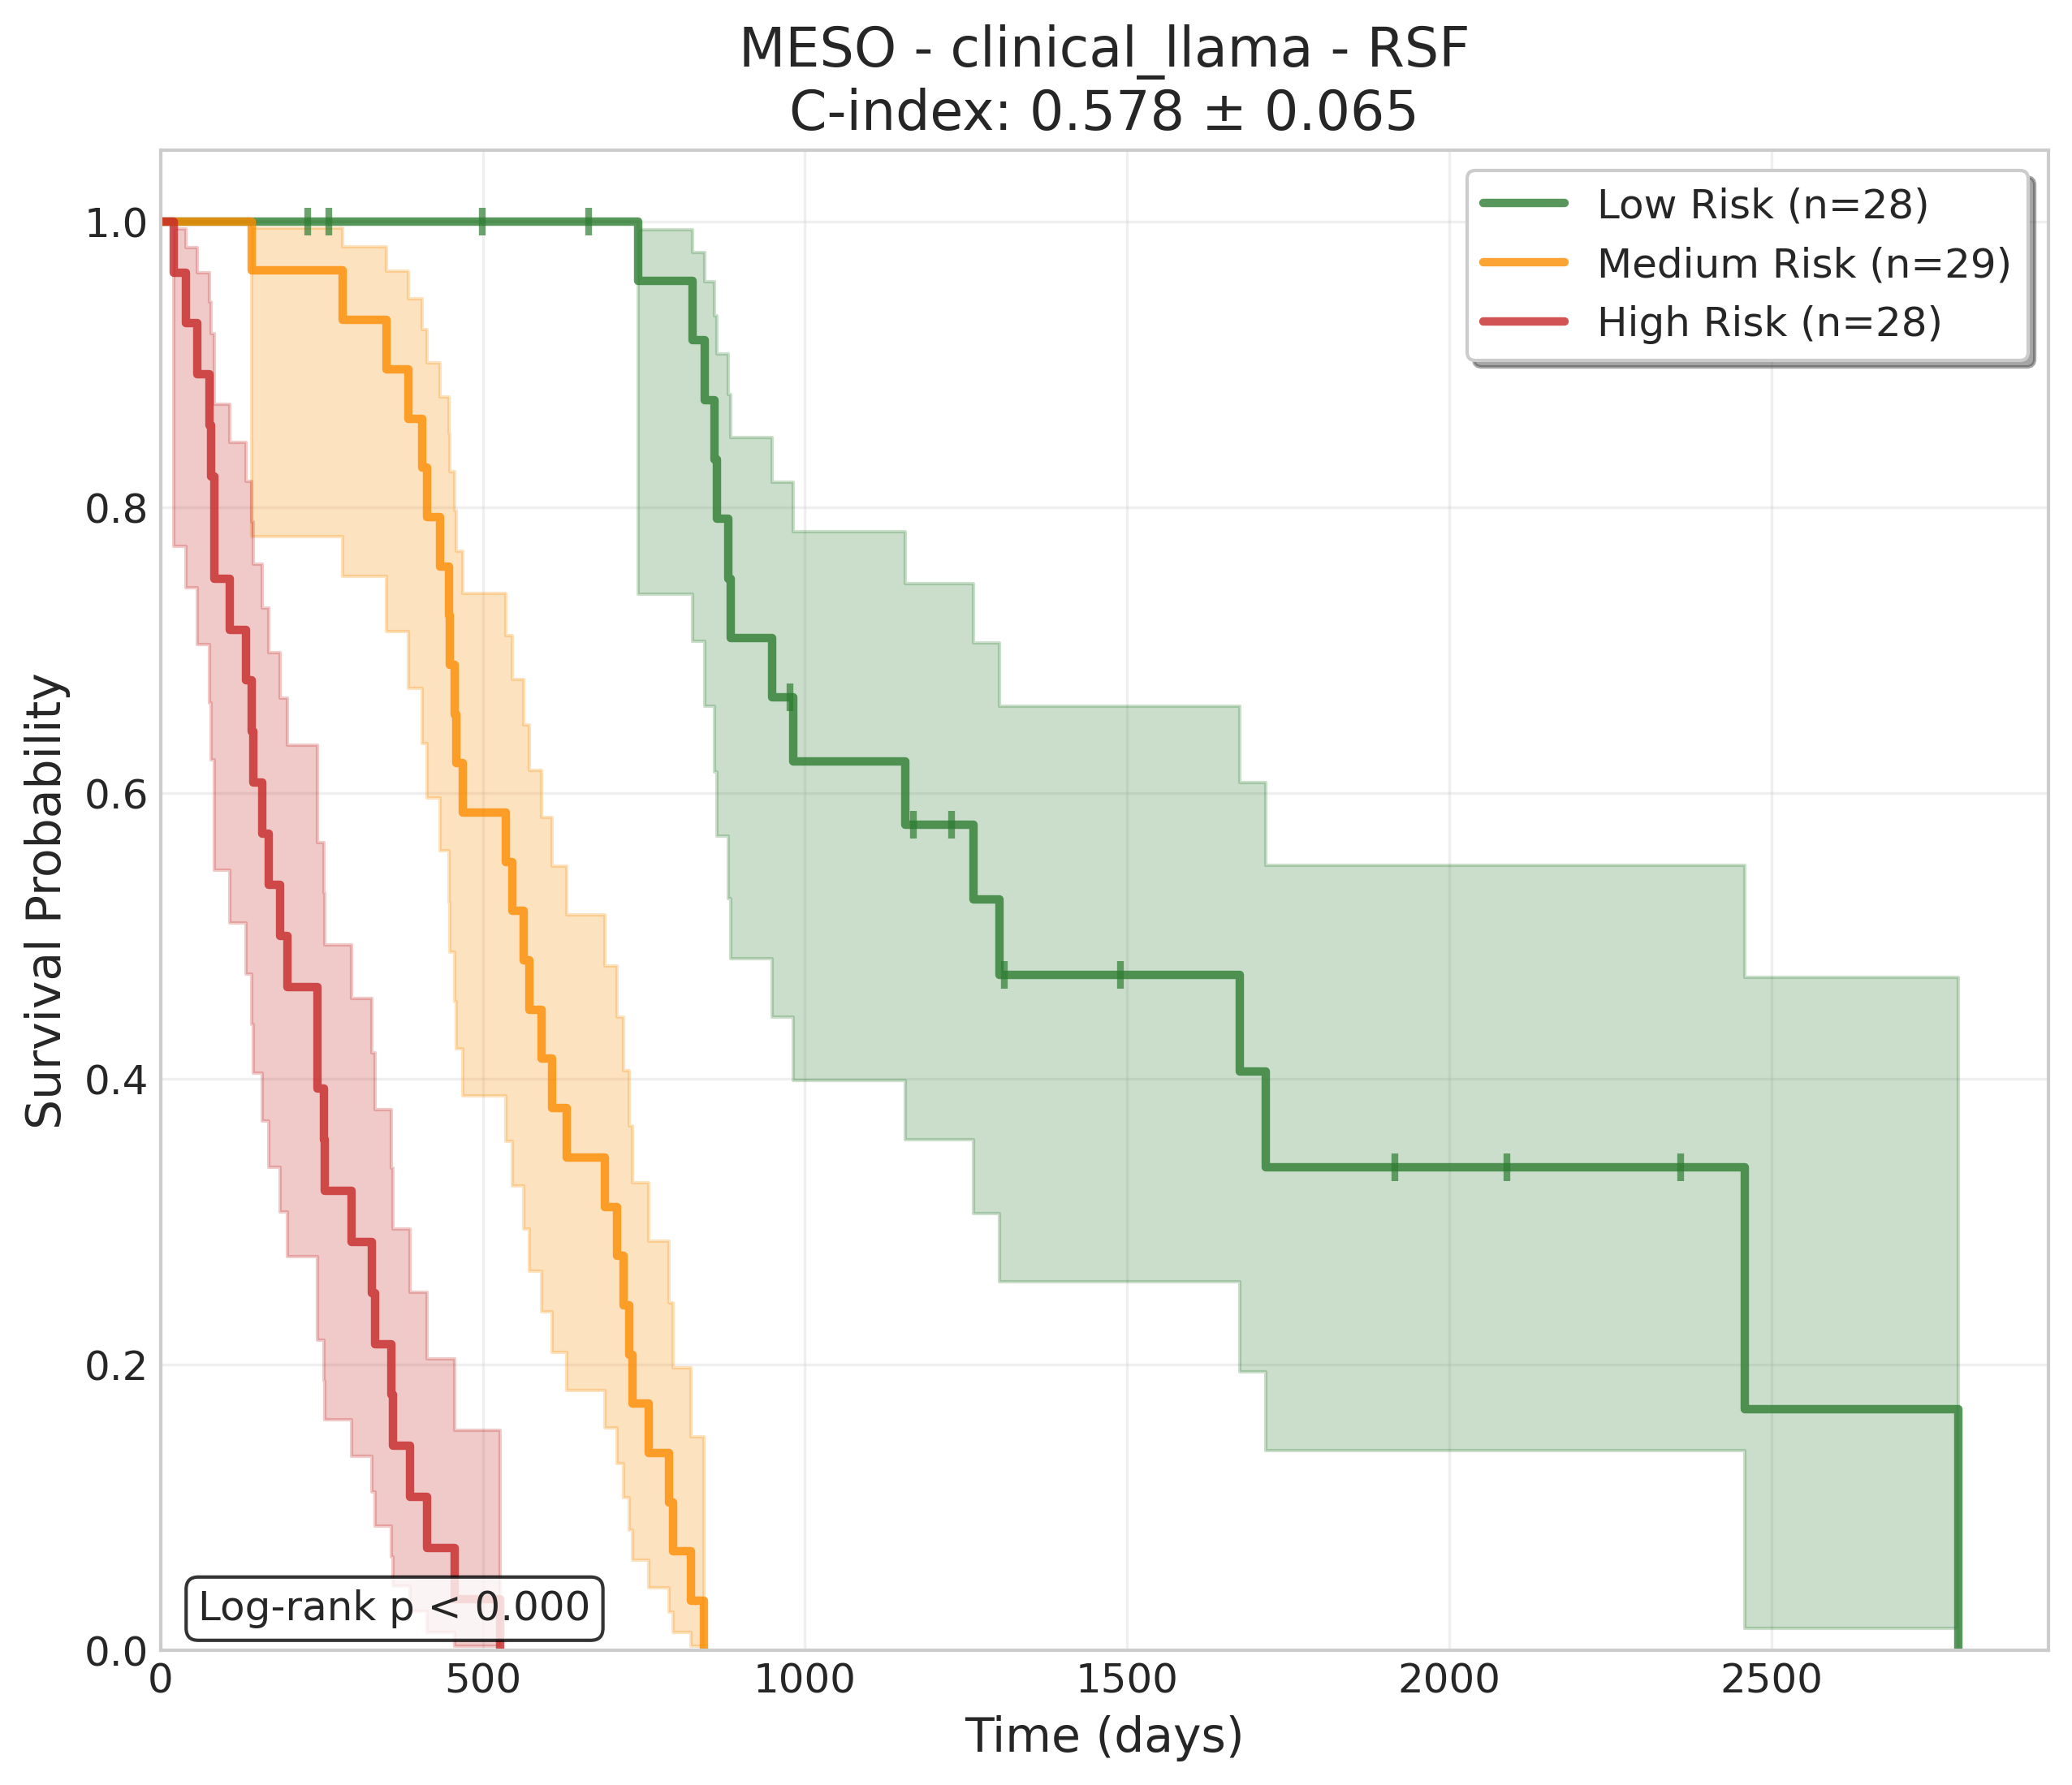 MESO - clinical_llama - RSF
C-index: 0.578 ± 0.065
Low Risk (n=28)
Medium Risk (n=29)
High Risk (n=28)
Survival Probability
1.0
0.8
0.6
0.4
0.2
0.0
Log-rank p < 0.000
0 500 1000 1500 2000 2500
Time (days)